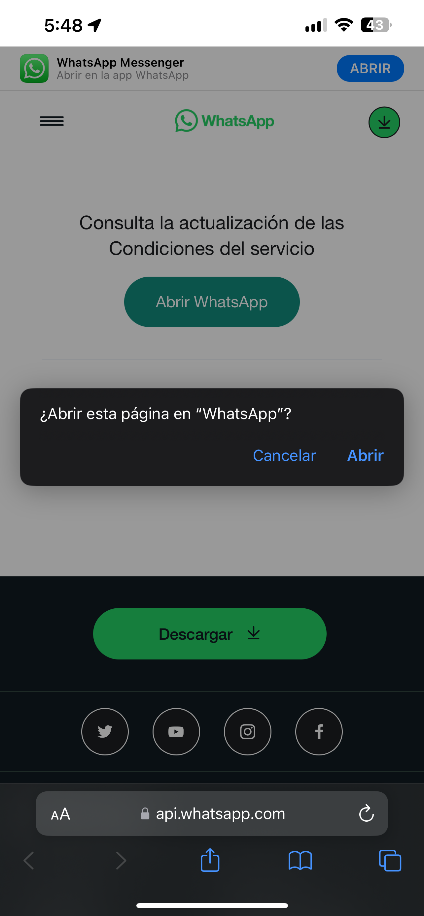 5:48
43
WhatsApp Messenger
Abrir en la app WhatsApp
ABRIR
WhatsApp
Consulta la actualización de las
Condiciones del servicio
Abrir WhatsApp
¿Abrir esta página en “WhatsApp”?
Cancelar
Abrir
Descargar
AA
api.whatsapp.com